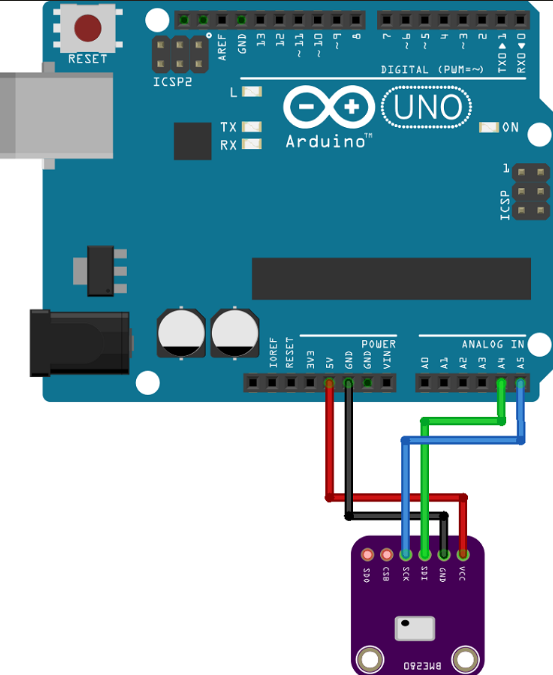 RESET
ICSP2
AREF
GND
13
12
~11
~10
~9
8
7
~6
~5
4
~3
2
TX0▶1
RX0◀0
DIGITAL (PWM=~)
L
TX
RX
Arduino™
UNO
ON
1
ICSP
POWER
ANALOG IN
IOREF
RESET
3V3
5V
GND
GND
VIN
A0
A1
A2
A3
A4
A5
SDO
CSB
SCK
SDI
GND
VCC
BME280